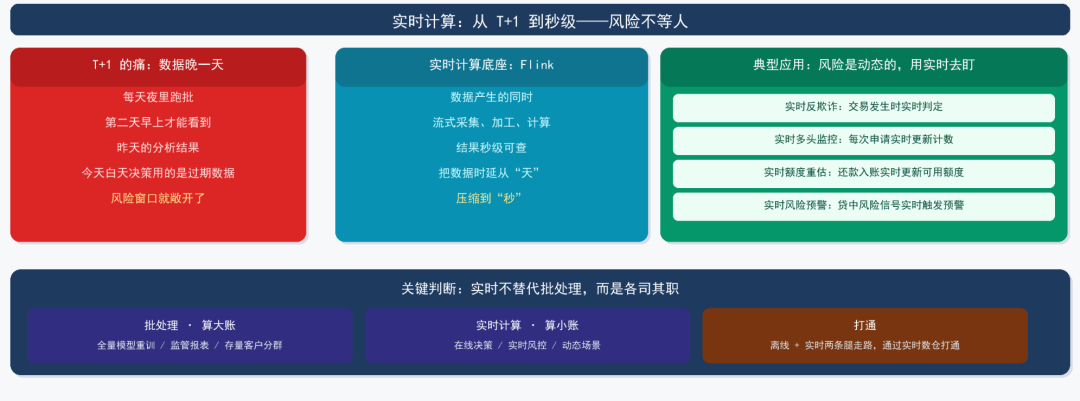 实时计算：从 T+1 到秒级——风险不等人
T+1 的痛：数据晚一天
每天夜里跑批
第二天早上才能看到
昨天的分析结果
今天白天决策用的是过期数据
风险窗口就敞开了
实时计算底座：Flink
数据产生的同时
流式采集、加工、计算
结果秒级可查
把数据时延从“天”
压缩到“秒”
典型应用：风险是动态的，用实时去盯
实时反欺诈：交易发生时实时判定
实时多头监控：每次申请实时更新计数
实时额度重估：还款入账实时更新可用额度
实时风险预警：贷中风险信号实时触发预警
关键判断：实时不替代批处理，而是各司其职
批处理 · 算大账
全量模型重训 / 监管报表 / 存量客户分群
实时计算 · 算小账
在线决策 / 实时风控 / 动态场景
打通
离线 + 实时两条腿走路，通过实时数仓打通